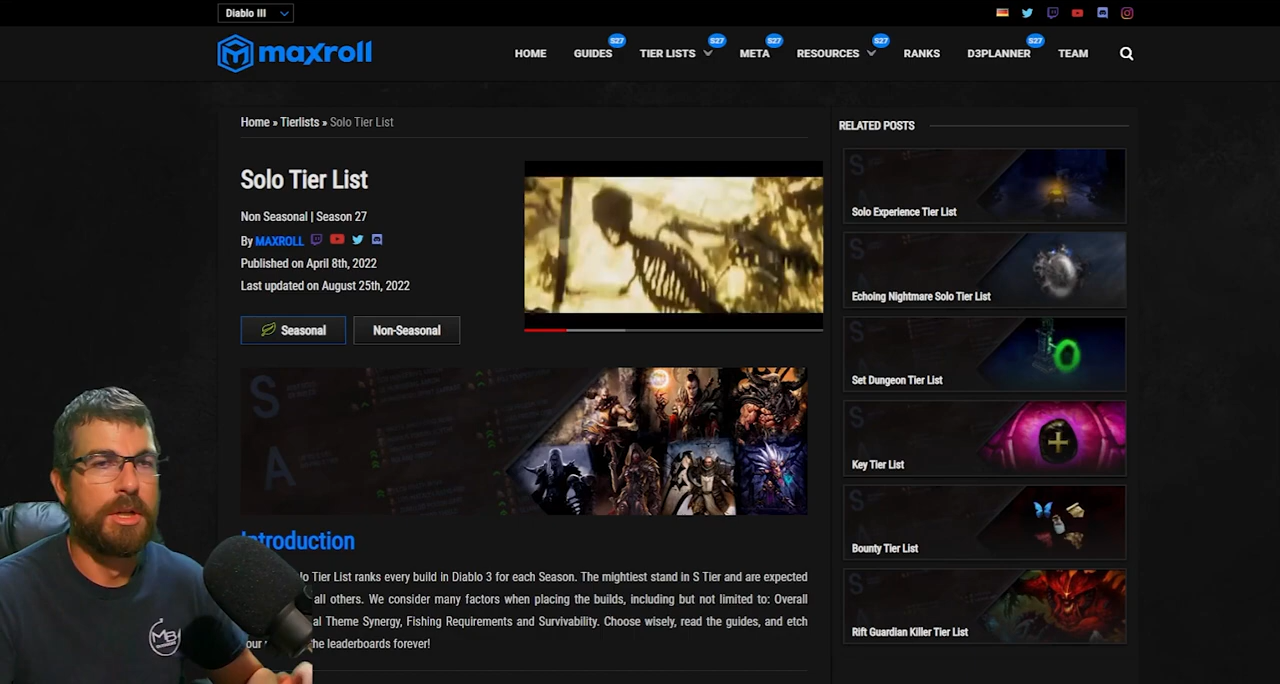 Diablo III
maxroll
HOME
GUIDES S27
TIER LISTS S27
META S27
RESOURCES S27
RANKS
D3PLANNER S27
TEAM
Home » Tierlists » Solo Tier List
Solo Tier List
Non Seasonal | Season 27
By MAXROLL
Published on April 8th, 2022
Last updated on August 25th, 2022
Seasonal
Non-Seasonal
S
A
Introduction
lo Tier List ranks every build in Diablo 3 for each Season. The mightiest stand in S Tier and are expected
all others. We consider many factors when placing the builds, including but not limited to: Overall
al Theme Synergy, Fishing Requirements and Survivability. Choose wisely, read the guides, and etch
our the leaderboards forever!
MB
RELATED POSTS
Solo Experience Tier List
Echoing Nightmare Solo Tier List
Set Dungeon Tier List
Key Tier List
Bounty Tier List
Rift Guardian Killer Tier List